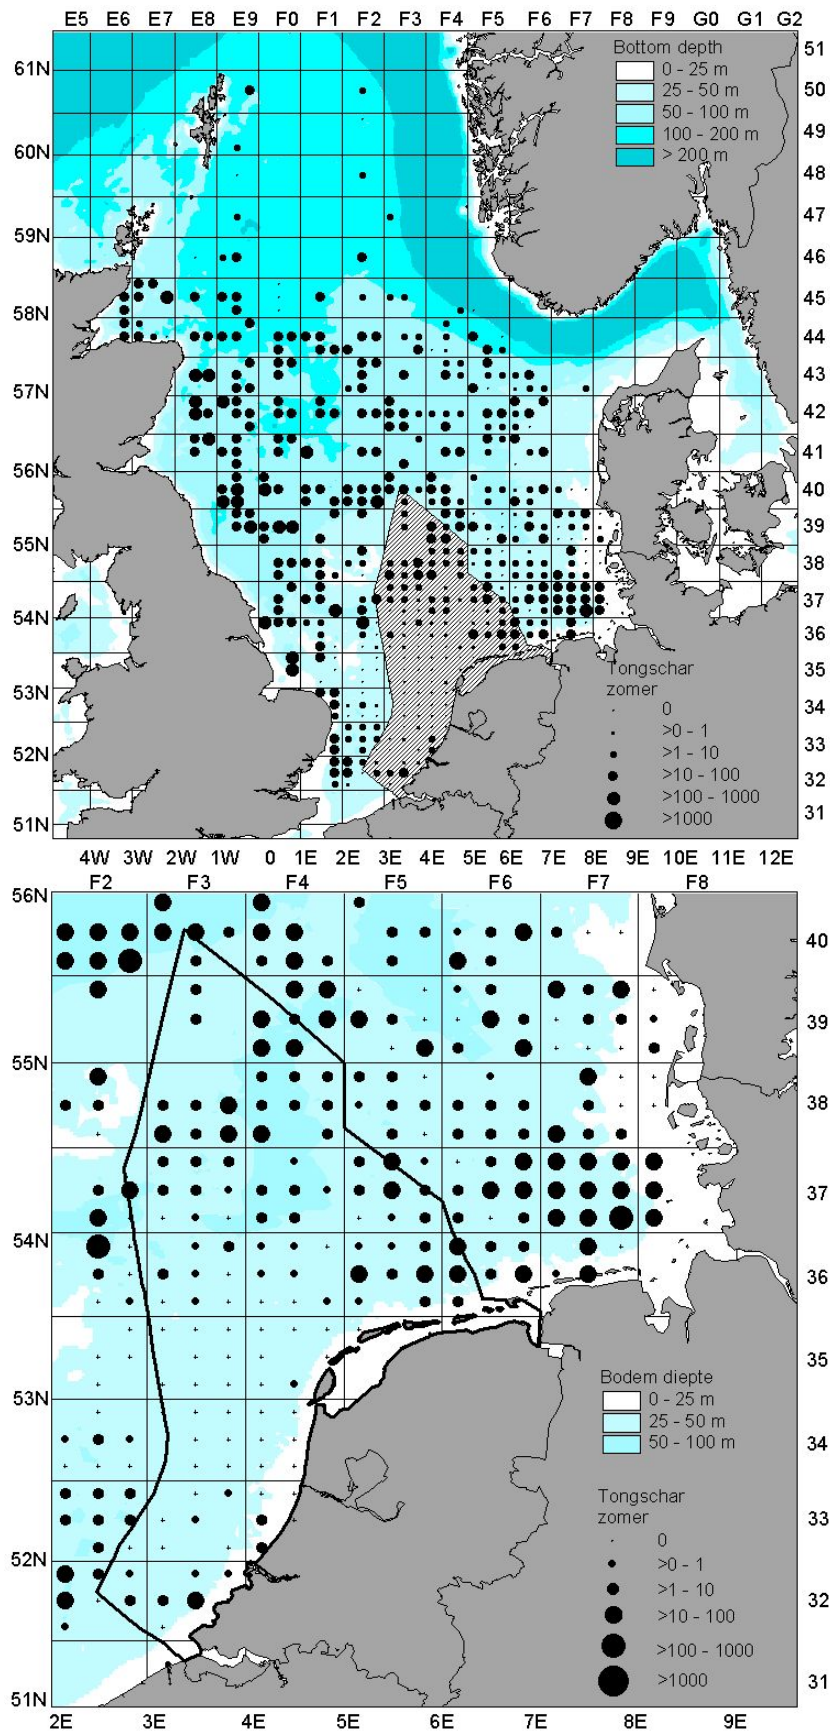 E5 E6 E7 E8 E9 F0 F1 F2 F3 F4 F5 F6 F7 F8 F9 G0 G1 G2
Bottom depth
0 - 25 m
25 - 50 m
50 - 100 m
100 - 200 m
> 200 m
61N
60N
59N
58N
57N
56N
55N
54N
53N
52N
51N
51
50
49
48
47
46
45
44
43
42
41
40
39
38
37
36
35
34
33
32
31
Tongschar
zomer
0
>0 - 1
>1 - 10
>10 - 100
>100 - 1000
>1000
4W 3W 2W 1W 0 1E 2E 3E 4E 5E 6E 7E 8E 9E 10E 11E 12E
F2 F3 F4 F5 F6 F7 F8
56N
55N
54N
53N
52N
51N
40
39
38
37
36
35
34
33
32
31
Bodem diepte
0 - 25 m
25 - 50 m
50 - 100 m
Tongschar
zomer
0
>0 - 1
>1 - 10
>10 - 100
>100 - 1000
>1000
2E 3E 4E 5E 6E 7E 8E 9E